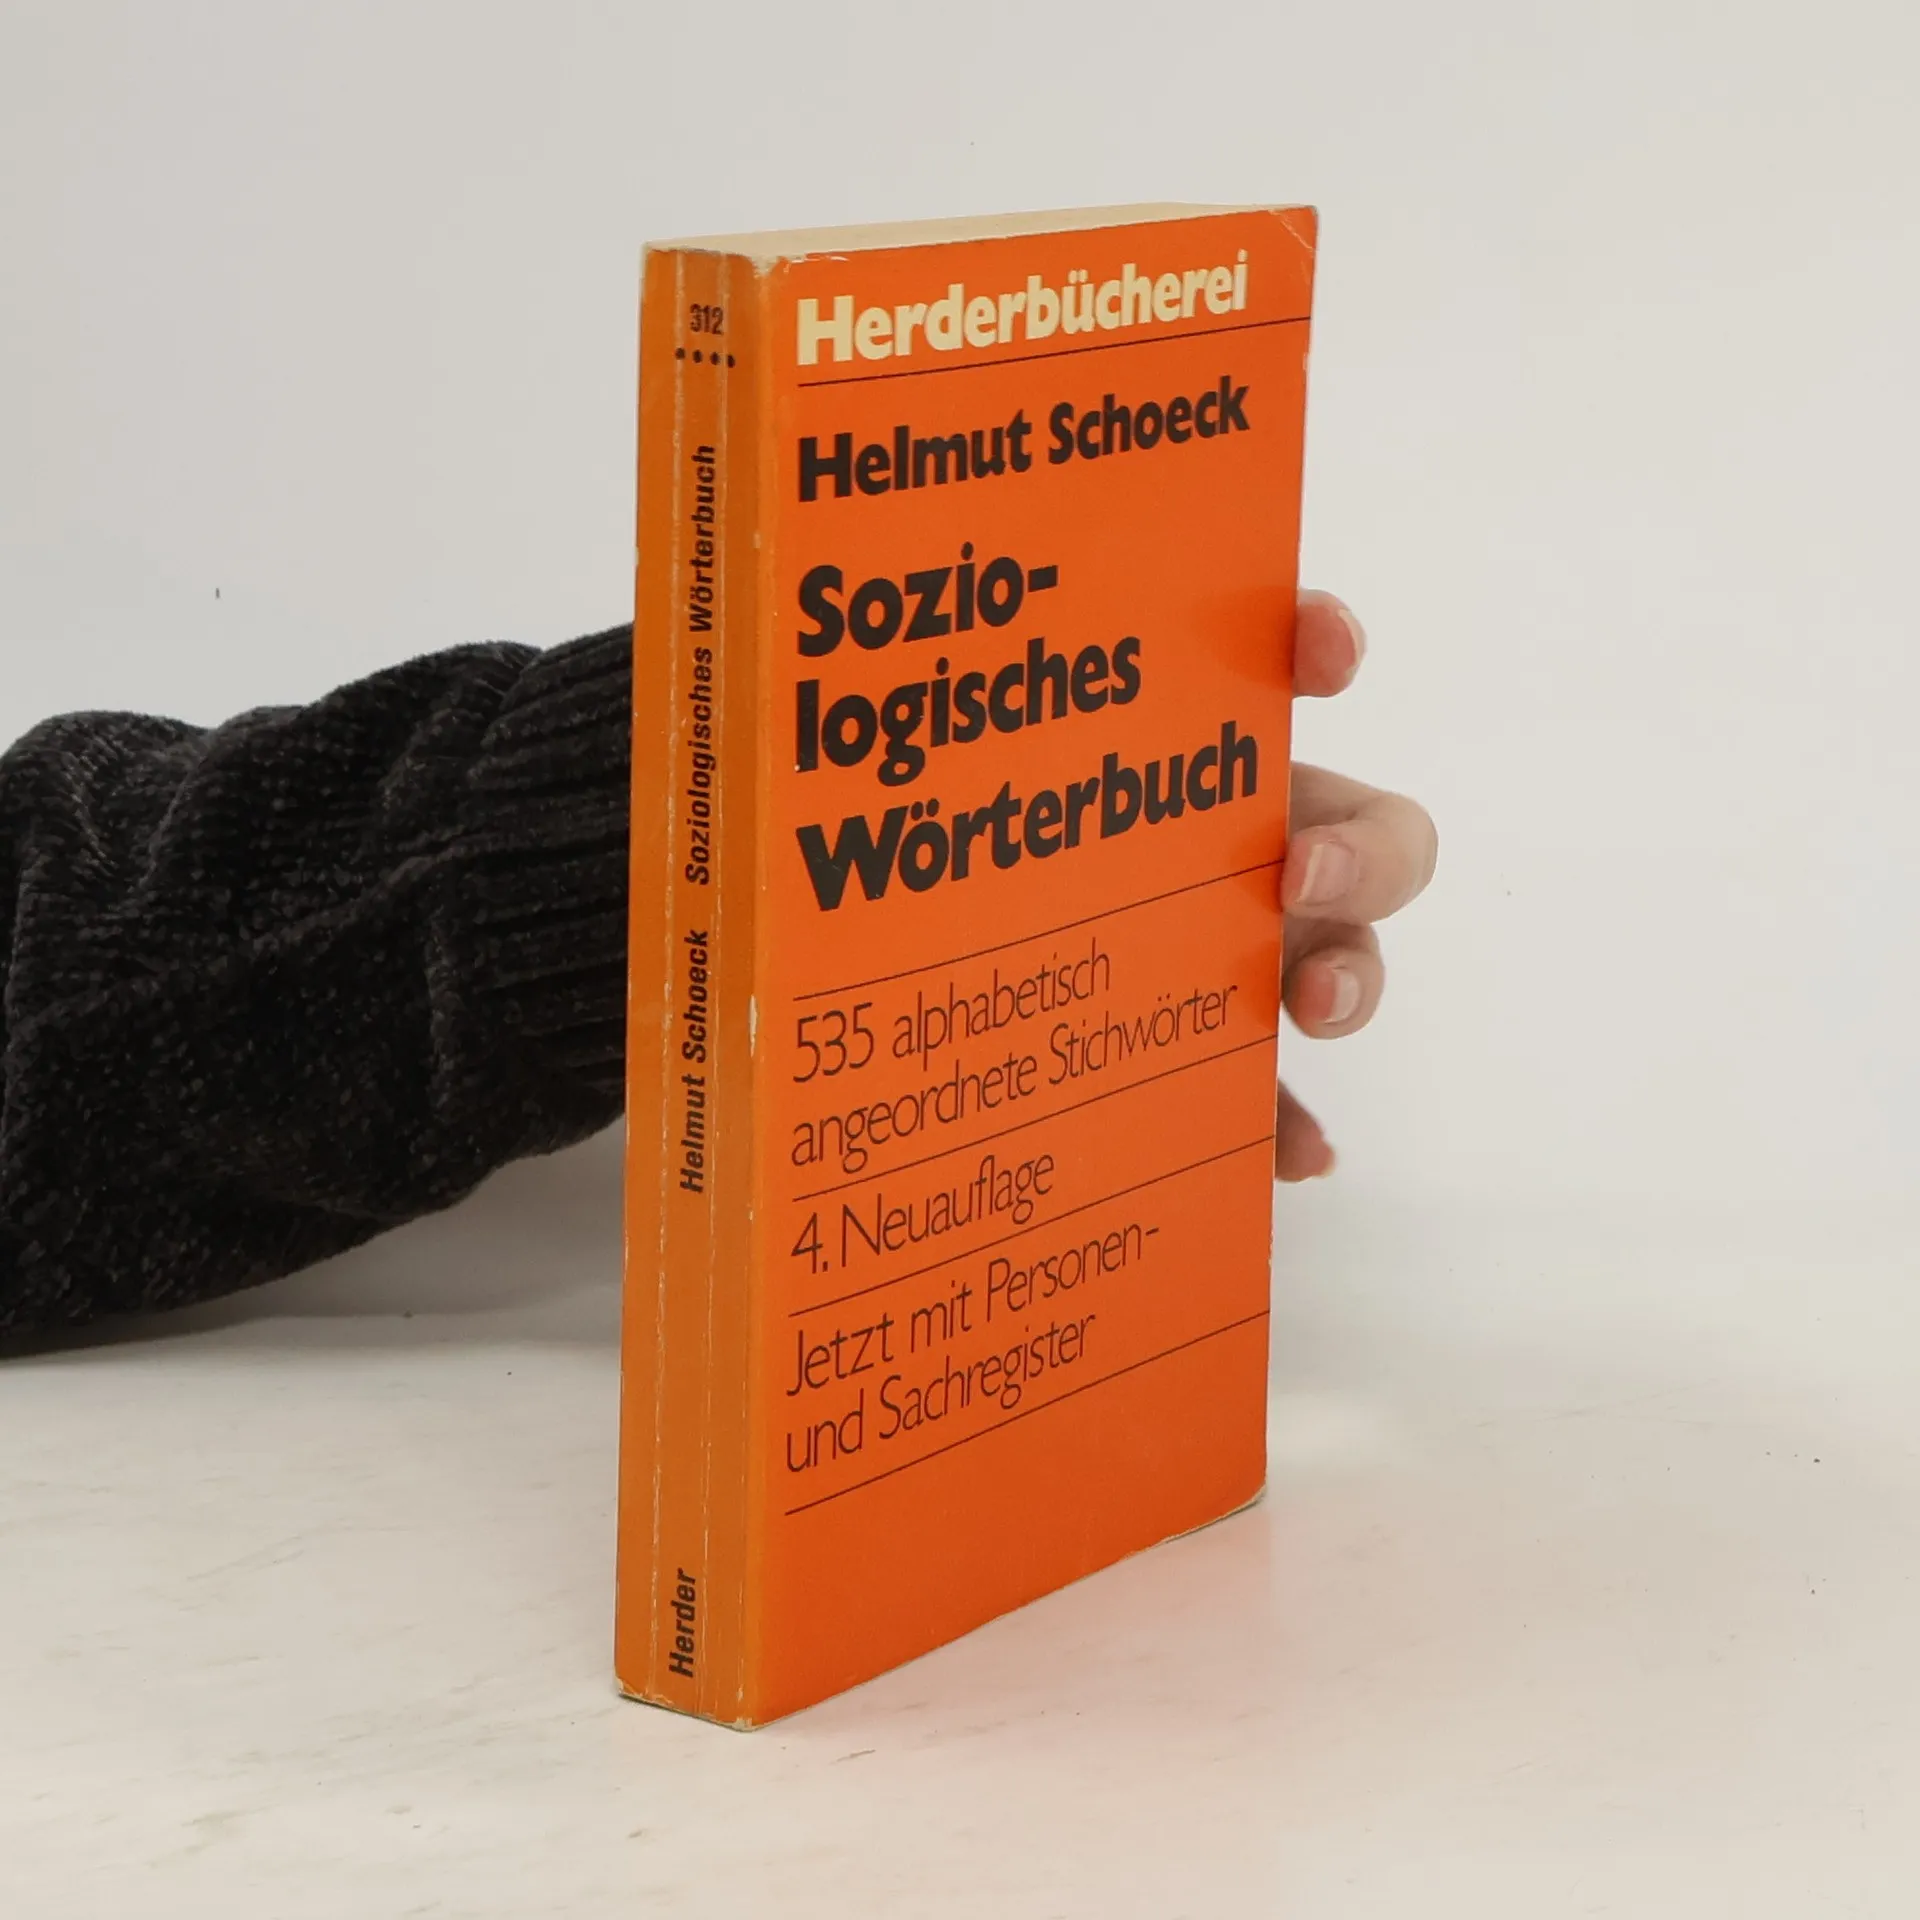 312
Helmut Schoeck Soziologisches Wörterbuch
Herder
Herderbücherei
Helmut Schoeck
Sozio-
logisches
Wörterbuch
535 alphabetisch
angeordnete Stichwörter
4. Neuauflage
Jetzt mit Personen-
und Sachregister